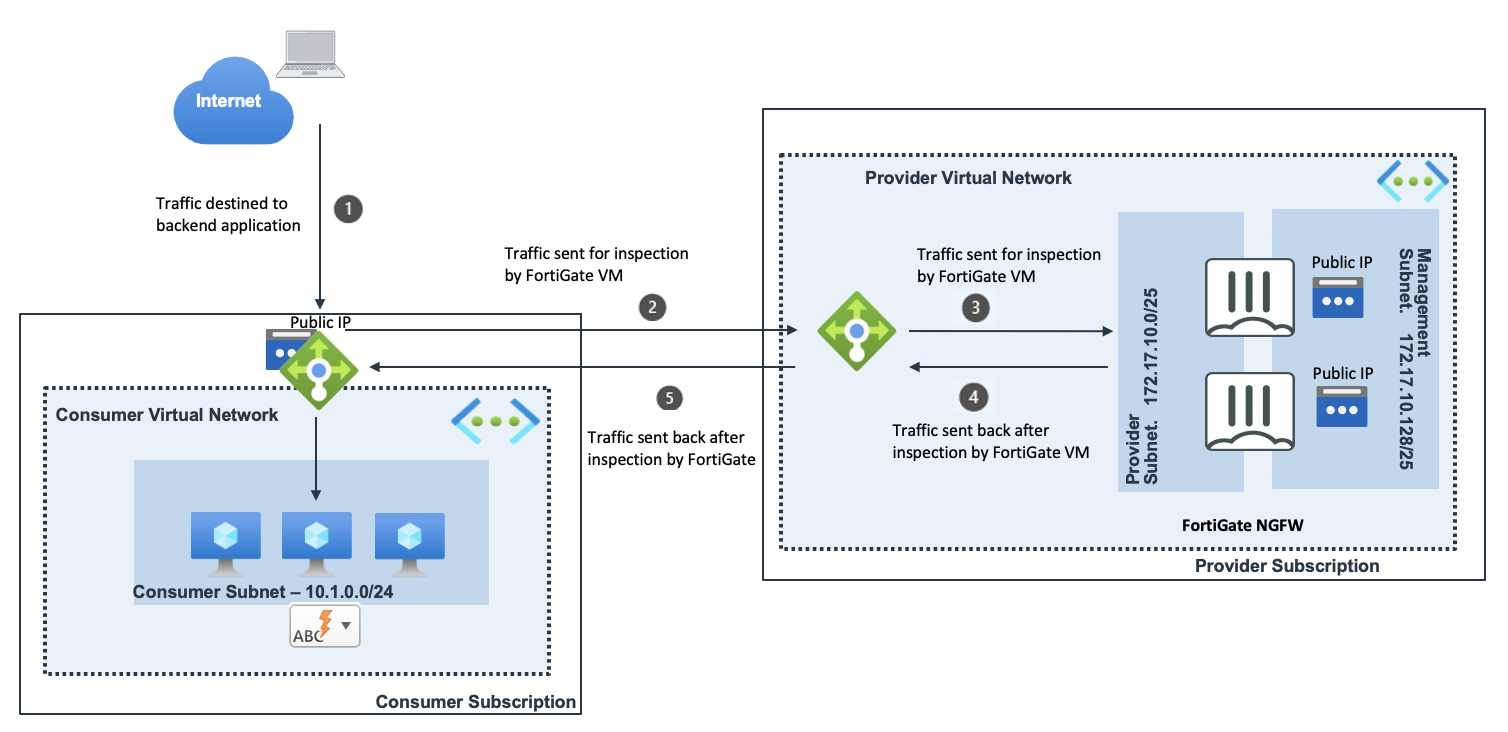 Internet
Traffic destined to
backend application
1
Traffic sent for inspection
by FortiGate VM
2
Public IP
5
Traffic sent back after
inspection by FortiGate
Consumer Virtual Network
Consumer Subnet – 10.1.0.0/24
ABC
Consumer Subscription
Provider Virtual Network
Traffic sent for inspection
by FortiGate VM
3
4
Traffic sent back after
inspection by FortiGate VM
Provider
Subnet. 172.17.10.0/25
Public IP
Public IP
Management
Subnet. 172.17.10.128/25
FortiGate NGFW
Provider Subscription